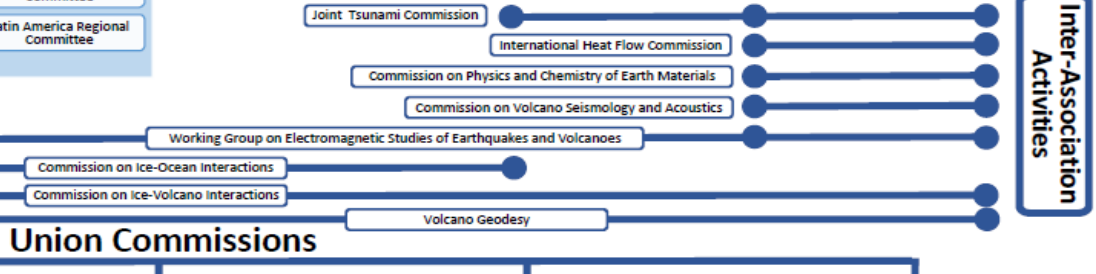 Joint Tsunami Commission
Latin America Regional
Committee
International Heat Flow Commission
Commission on Physics and Chemistry of Earth Materials
Commission on Volcano Seismology and Acoustics
Working Group on Electromagnetic Studies of Earthquakes and Volcanoes
Commission on Ice-Ocean Interactions
Commission on Ice-Volcano Interactions
Volcano Geodesy
Union Commissions
Inter-Association
Activities